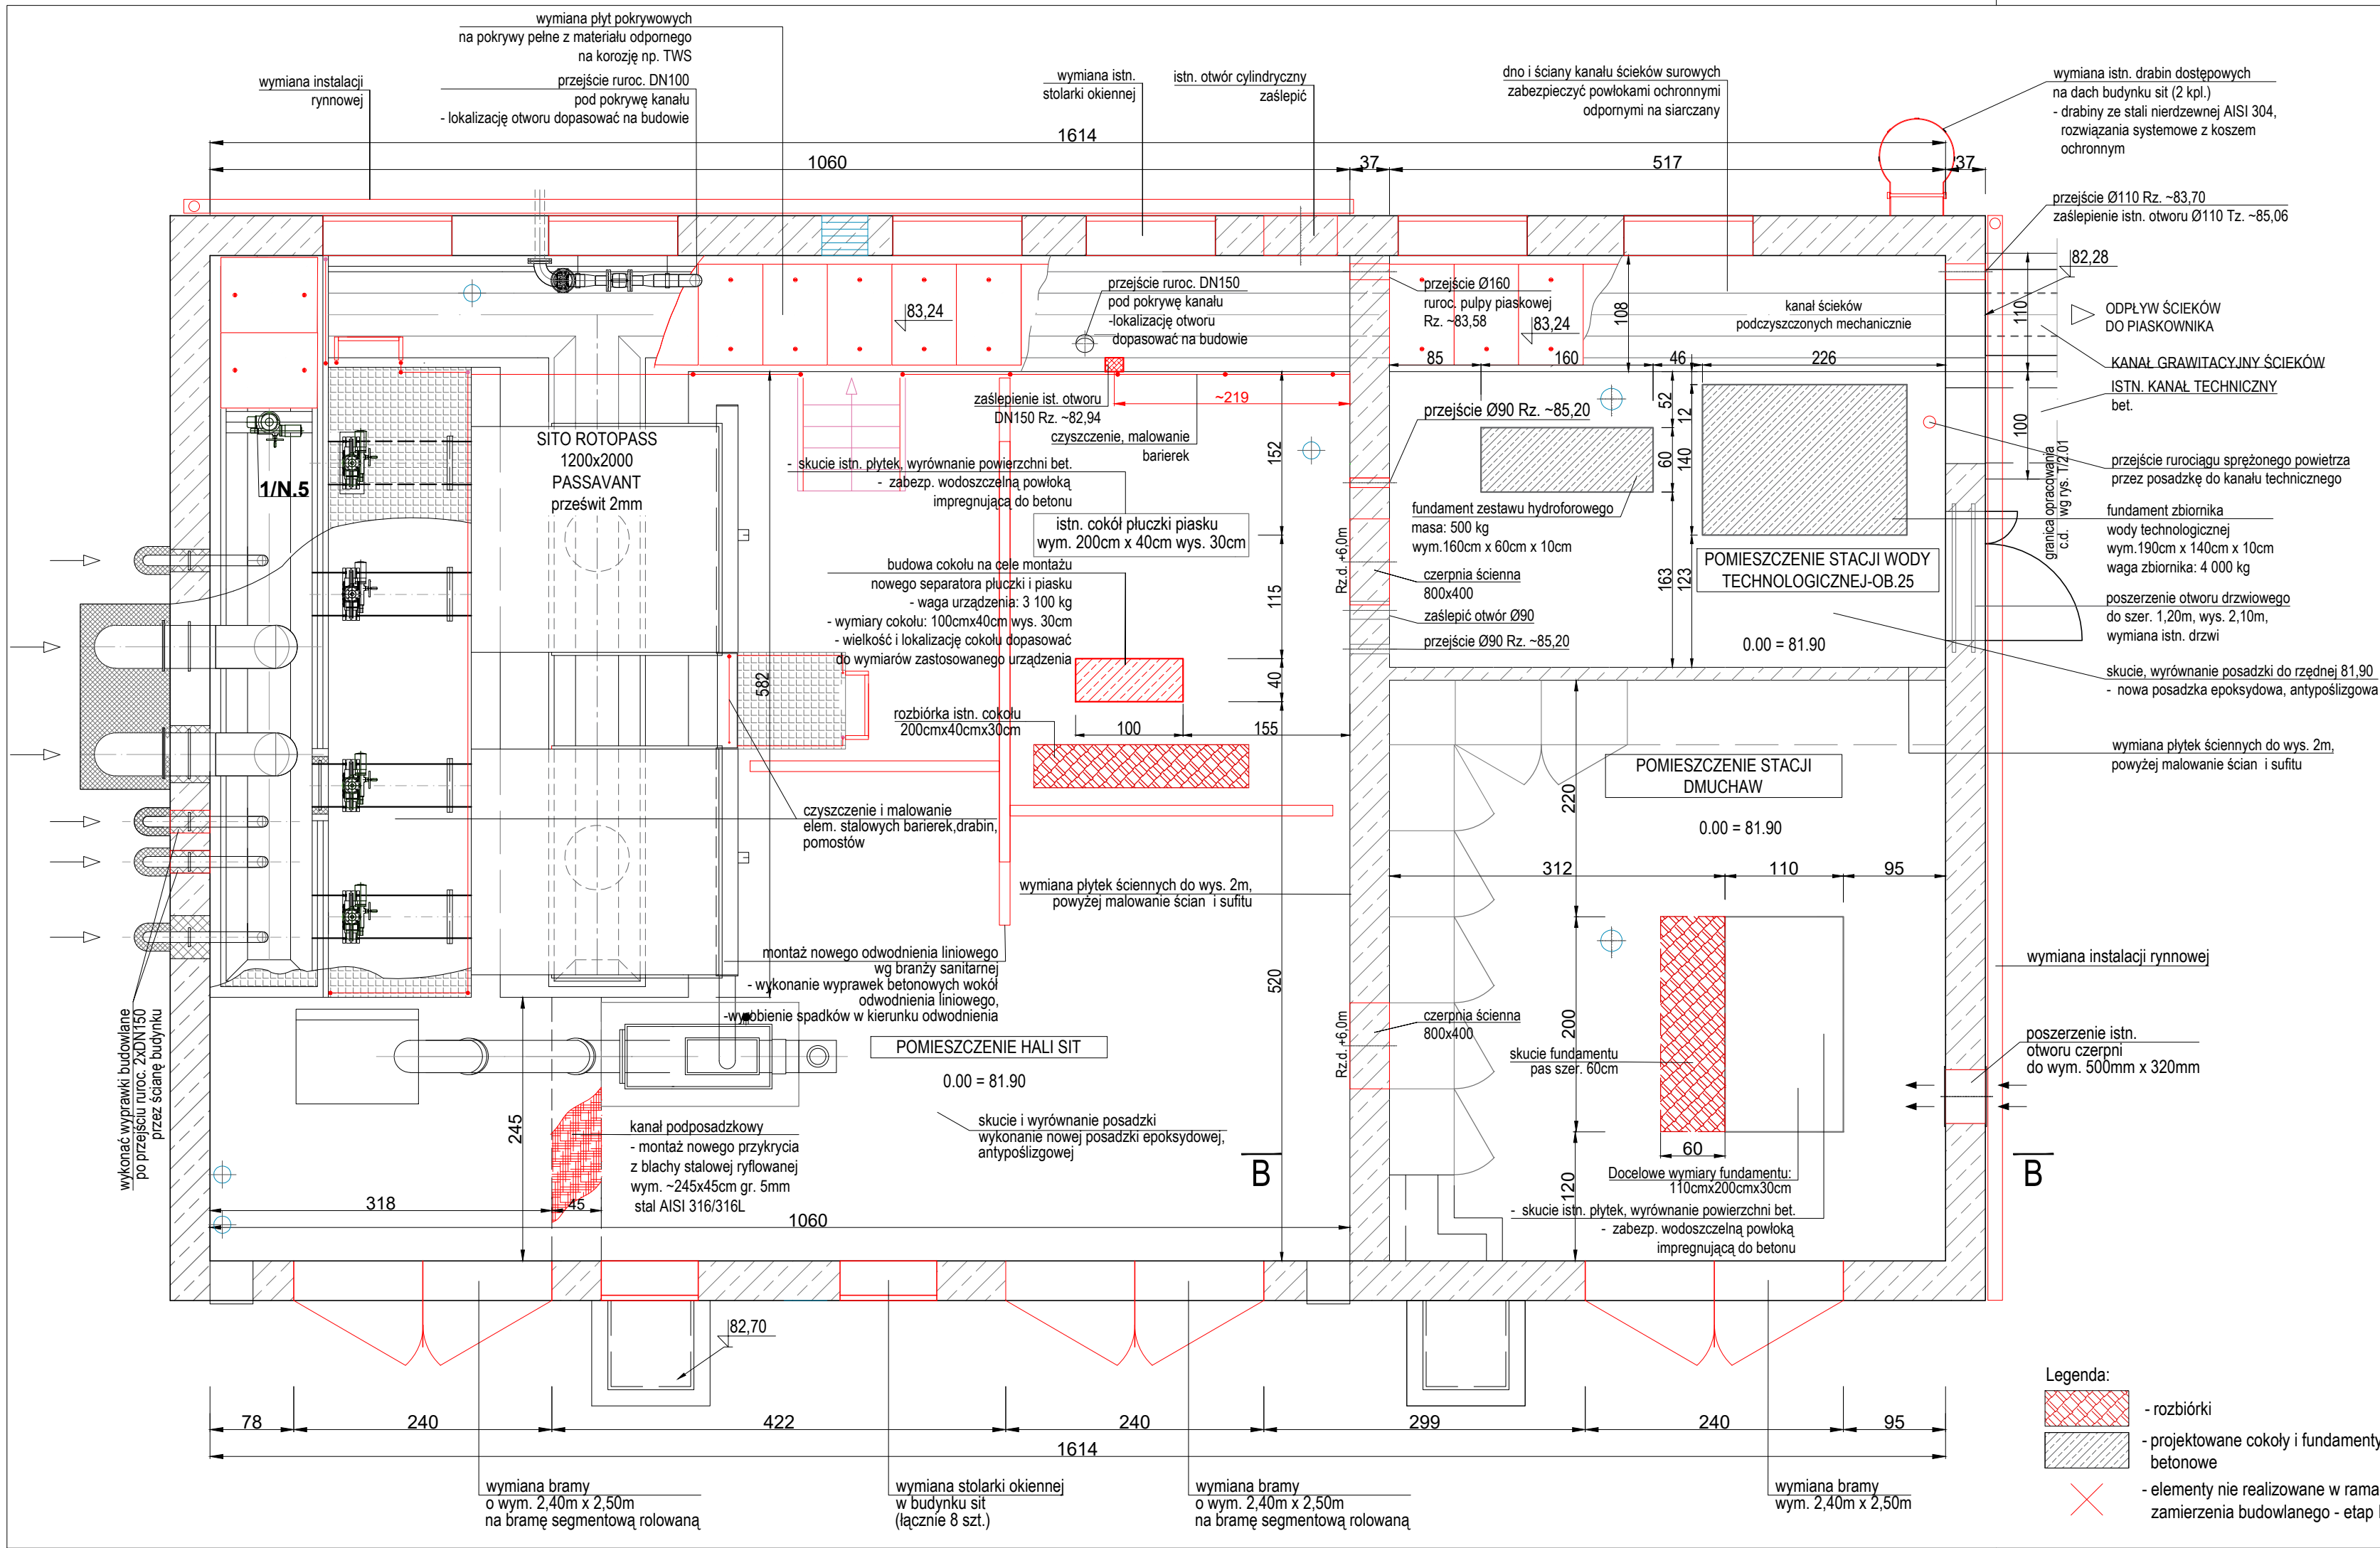 wymiana płyt pokrywowych
na pokrywy pełne z materiału odpornego
na korozję np. TWS
przejście ruroc. DN100
pod pokrywę kanału
- lokalizację otworu dopasować na budowie
wymiana instalacji
rynnowej
wymiana istn.
stolarki okiennej
istn. otwór cylindryczny
zaślepić
dno i ściany kanału ścieków surowych
zabezpieczyć powłokami ochronnymi
odpornymi na siarczany
wymiana istn. drabin dostępowych
na dach budynku sit (2 kpl.)
- drabiny ze stali nierdzewnej AISI 304,
rozwiązania systemowe z koszem
ochronnym
1614
1060
37
517
37
przejście Ø110 Rz. ~83,70
zaślepienie istn. otworu Ø110 Tz. ~85,06
82,28
110
ODPŁYW ŚCIEKÓW
DO PIASKOWNIKA
KANAŁ GRAWITACYJNY ŚCIEKÓW
ISTN. KANAŁ TECHNICZNY
bet.
100
granica opracowania
c.d. wg rys. T/2.01
przejście rurociągu sprężonego powietrza
przez posadzkę do kanału technicznego
fundament zbiornika
wody technologicznej
wym.190cm x 140cm x 10cm
waga zbiornika: 4 000 kg
poszerzenie otworu drzwiowego
do szer. 1,20m, wys. 2,10m,
wymiana istn. drzwi
skucie, wyrównanie posadzki do rzędnej 81,90
- nowa posadzka epoksydowa, antypoślizgowa
wymiana płytek ściennych do wys. 2m,
powyżej malowanie ścian i sufitu
wymiana instalacji rynnowej
poszerzenie istn.
otworu czerpni
do wym. 500mm x 320mm
83,24
przejście ruroc. DN150
pod pokrywę kanału
-lokalizację otworu
dopasować na budowie
przejście Ø160
ruroc. pulpy piaskowej
Rz. ~83,58
83,24
108
kanał ścieków
podczyszczonych mechanicznie
85
160
46
226
52
12
60
140
163
123
przejście Ø90 Rz. ~85,20
fundament zestawu hydroforowego
masa: 500 kg
wym.160cm x 60cm x 10cm
czerpnia ścienna
800x400
zaślepić otwór Ø90
przejście Ø90 Rz. ~85,20
Rz.d. +6,0m
POMIESZCZENIE STACJI WODY
TECHNOLOGICZNEJ-OB.25
0.00 = 81.90
~219
zaślepienie ist. otworu
DN150 Rz. ~82,94
czyszczenie, malowanie
barierek
- skucie istn. płytek, wyrównanie powierzchni bet.
- zabezp. wodoszczelną powłoką
impregnującą do betonu
istn. cokół płuczki piasku
wym. 200cm x 40cm wys. 30cm
152
115
40
520
budowa cokołu na cele montażu
nowego separatora płuczki i piasku
- waga urządzenia: 3 100 kg
- wymiary cokołu: 100cmx40cm wys. 30cm
- wielkość i lokalizację cokołu dopasować
do wymiarów zastosowanego urządzenia
rozbiórka istn. cokołu
200cmx40cmx30cm
100
155
SITO ROTOPASS
1200x2000
PASSAVANT
prześwit 2mm
1/N.5
582
czyszczenie i malowanie
elem. stalowych barierek,drabin,
pomostów
wymiana płytek ściennych do wys. 2m,
powyżej malowanie ścian i sufitu
montaż nowego odwodnienia liniowego
wg branży sanitarnej
- wykonanie wyprawek betonowych wokół
odwodnienia liniowego,
-wyrobienie spadków w kierunku odwodnienia
POMIESZCZENIE HALI SIT
0.00 = 81.90
skucie i wyrównanie posadzki
wykonanie nowej posadzki epoksydowej,
antypoślizgowej
kanał podposadzkowy
- montaż nowego przykrycia
z blachy stalowej ryflowanej
wym. ~245x45cm gr. 5mm
stal AISI 316/316L
wykonać wyprawki budowlane
po przejściu ruroc. 2xDN150
przez ścianę budynku
245
318
45
1060
POMIESZCZENIE STACJI
DMUCHAW
0.00 = 81.90
220
312
110
95
200
120
60
czerpnia ścienna
800x400
Rz.d. +6,0m
skucie fundamentu
pas szer. 60cm
Docelowe wymiary fundamentu:
110cmx200cmx30cm
- skucie istn. płytek, wyrównanie powierzchni bet.
- zabezp. wodoszczelną powłoką
impregnującą do betonu
B
B
82,70
78
240
422
240
299
240
95
1614
wymiana bramy
o wym. 2,40m x 2,50m
na bramę segmentową rolowaną
wymiana stolarki okiennej
w budynku sit
(łącznie 8 szt.)
wymiana bramy
o wym. 2,40m x 2,50m
na bramę segmentową rolowaną
wymiana bramy
wym. 2,40m x 2,50m
Legenda:
- rozbiórki
- projektowane cokoły i fundamenty
betonowe
- elementy nie realizowane w rama
zamierzenia budowlanego - etap